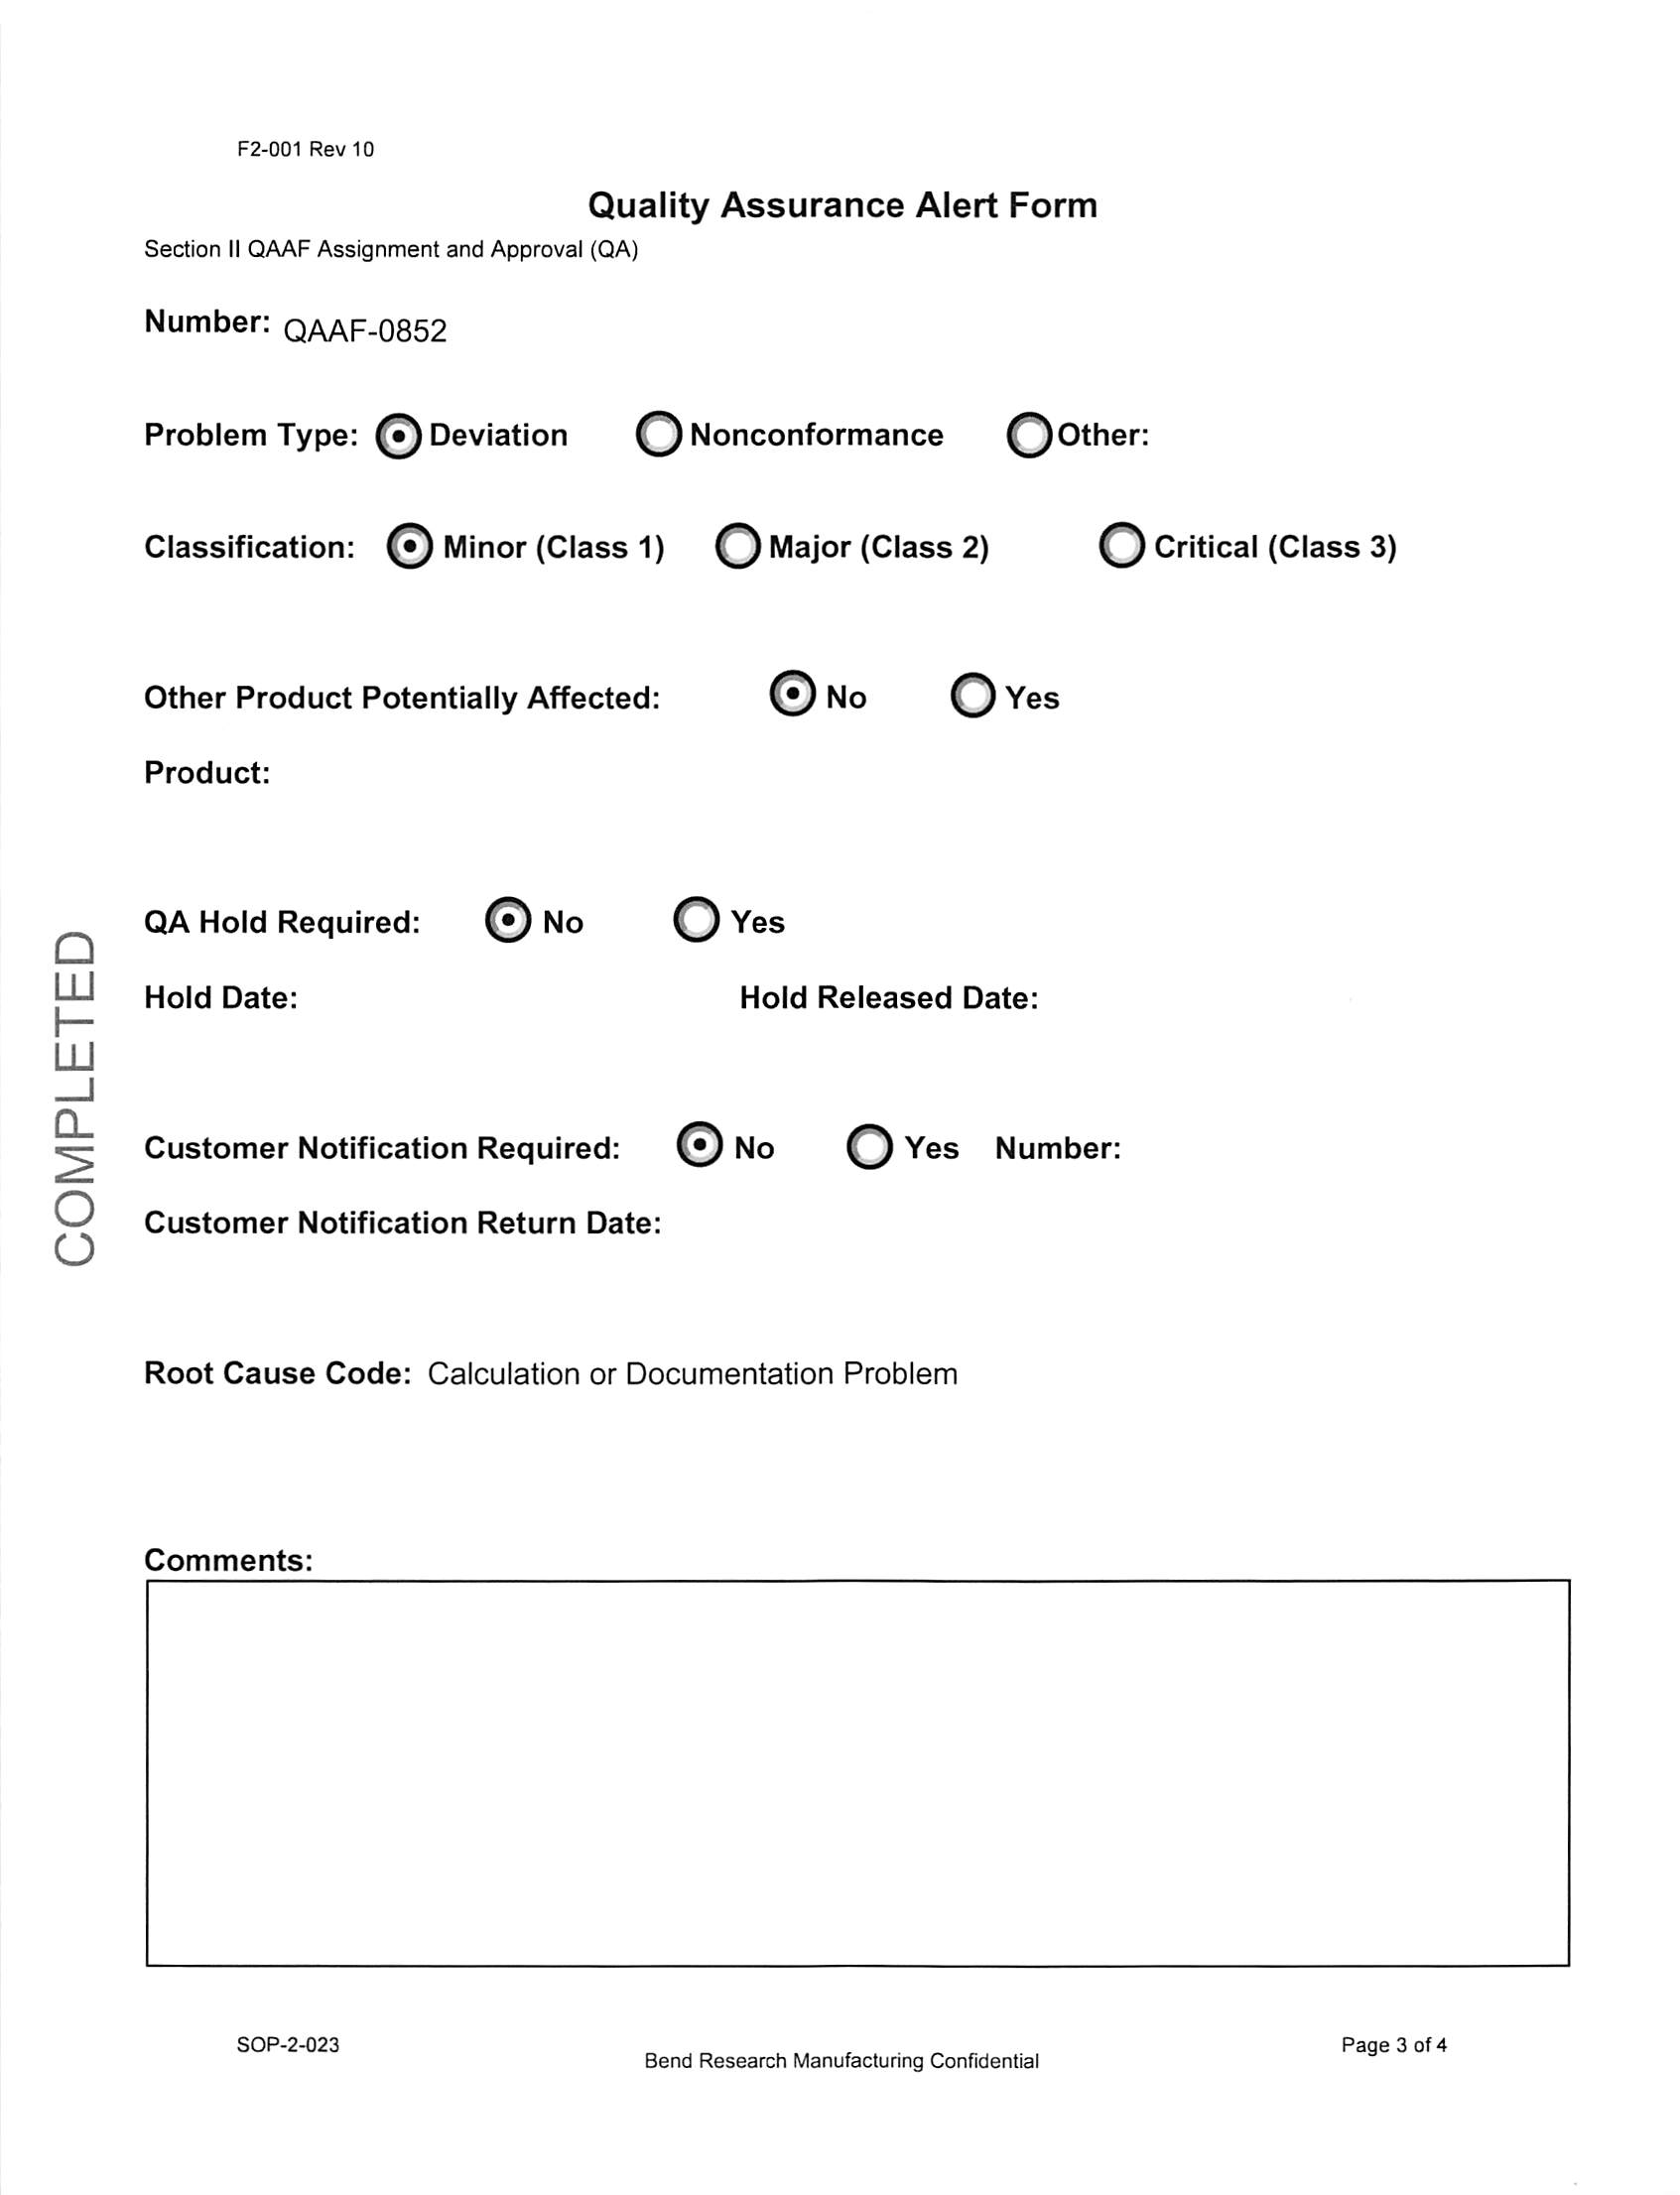 F2-001 Rev 10
Quality Assurance Alert Form
Section II QAAF Assignment and Approval (QA)
Number: QAAF-0852
Problem Type: Deviation Nonconformance Other:
Classification: Minor (Class 1) Major (Class 2) Critical (Class 3)
Other Product Potentially Affected: No Yes
Product:
QA Hold Required: No Yes
Hold Date: Hold Released Date:
COMPLETED
Customer Notification Required: No Yes Number:
Customer Notification Return Date:
Root Cause Code: Calculation or Documentation Problem
Comments:
SOP-2-023
Bend Research Manufacturing Confidential
Page 3 of 4